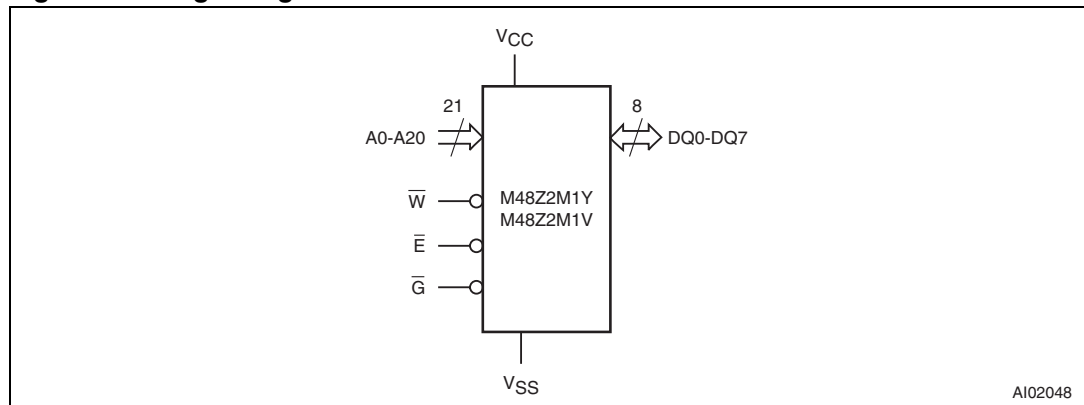 VCC
21
8
A0-A20
DQ0-DQ7
W̅
M48Z2M1Y
M48Z2M1V
E̅
G̅
VSS
AI02048